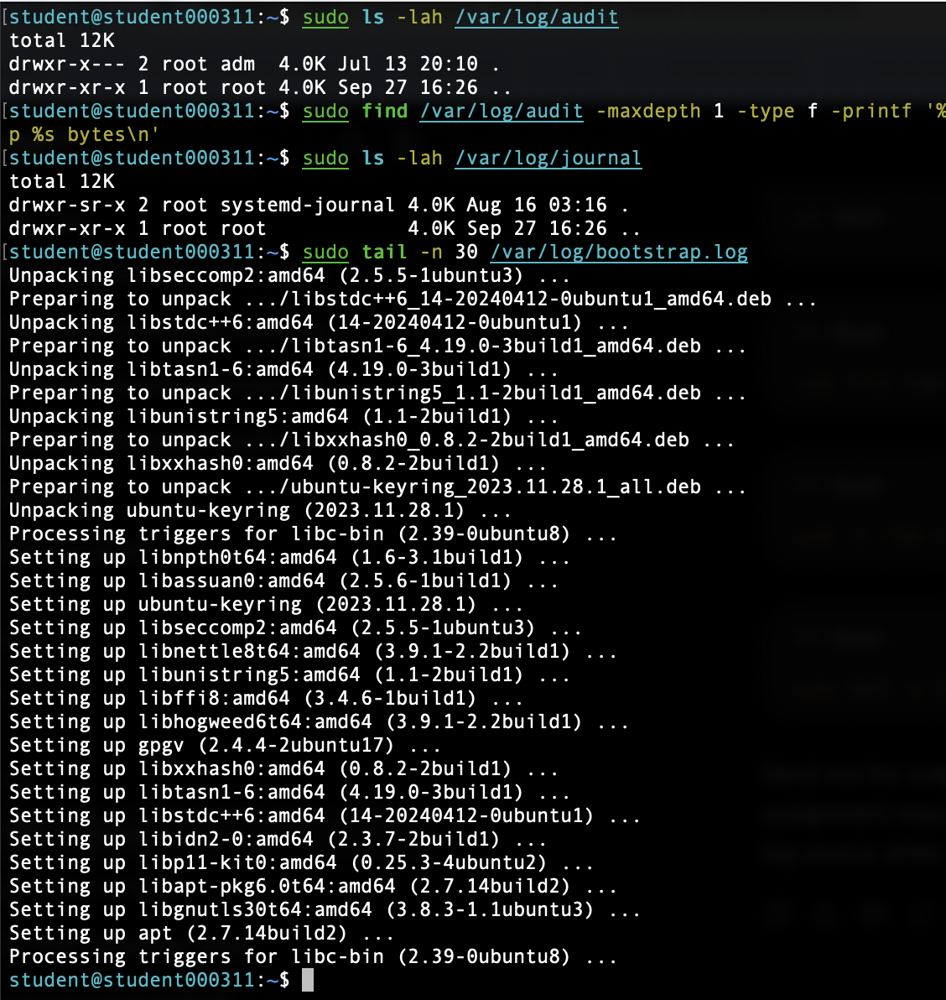 [student@student000311:~$ sudo ls -lah /var/log/audit
total 12K
drwxr-x--- 2 root adm  4.0K Jul 13 20:10 .
drwxr-xr-x 1 root root 4.0K Sep 27 16:26 ..
[student@student000311:~$ sudo find /var/log/audit -maxdepth 1 -type f -printf '%
p %s bytes\n'
[student@student000311:~$ sudo ls -lah /var/log/journal
total 12K
drwxr-sr-x 2 root systemd-journal 4.0K Aug 16 03:16 .
drwxr-xr-x 1 root root            4.0K Sep 27 16:26 ..
[student@student000311:~$ sudo tail -n 30 /var/log/bootstrap.log
Unpacking libseccomp2:amd64 (2.5.5-1ubuntu3) ...
Preparing to unpack .../libstdc++6_14-20240412-0ubuntu1_amd64.deb ...
Unpacking libstdc++6:amd64 (14-20240412-0ubuntu1) ...
Preparing to unpack .../libtasn1-6_4.19.0-3build1_amd64.deb ...
Unpacking libtasn1-6:amd64 (4.19.0-3build1) ...
Preparing to unpack .../libunistring5_1.1-2build1_amd64.deb ...
Unpacking libunistring5:amd64 (1.1-2build1) ...
Preparing to unpack .../libxxhash0_0.8.2-2build1_amd64.deb ...
Unpacking libxxhash0:amd64 (0.8.2-2build1) ...
Preparing to unpack .../ubuntu-keyring_2023.11.28.1_all.deb ...
Unpacking ubuntu-keyring (2023.11.28.1) ...
Processing triggers for libc-bin (2.39-0ubuntu8) ...
Setting up libnpth0t64:amd64 (1.6-3.1build1) ...
Setting up libassuan0:amd64 (2.5.6-1build1) ...
Setting up ubuntu-keyring (2023.11.28.1) ...
Setting up libseccomp2:amd64 (2.5.5-1ubuntu3) ...
Setting up libnettle8t64:amd64 (3.9.1-2.2build1) ...
Setting up libunistring5:amd64 (1.1-2build1) ...
Setting up libffi8:amd64 (3.4.6-1build1) ...
Setting up libhogweed6t64:amd64 (3.9.1-2.2build1) ...
Setting up gpgv (2.4.4-2ubuntu17) ...
Setting up libxxhash0:amd64 (0.8.2-2build1) ...
Setting up libtasn1-6:amd64 (4.19.0-3build1) ...
Setting up libstdc++6:amd64 (14-20240412-0ubuntu1) ...
Setting up libidn2-0:amd64 (2.3.7-2build1) ...
Setting up libp11-kit0:amd64 (0.25.3-4ubuntu2) ...
Setting up libapt-pkg6.0t64:amd64 (2.7.14build2) ...
Setting up libgnutls30t64:amd64 (3.8.3-1.1ubuntu3) ...
Setting up apt (2.7.14build2) ...
Processing triggers for libc-bin (2.39-0ubuntu8) ...
student@student000311:~$